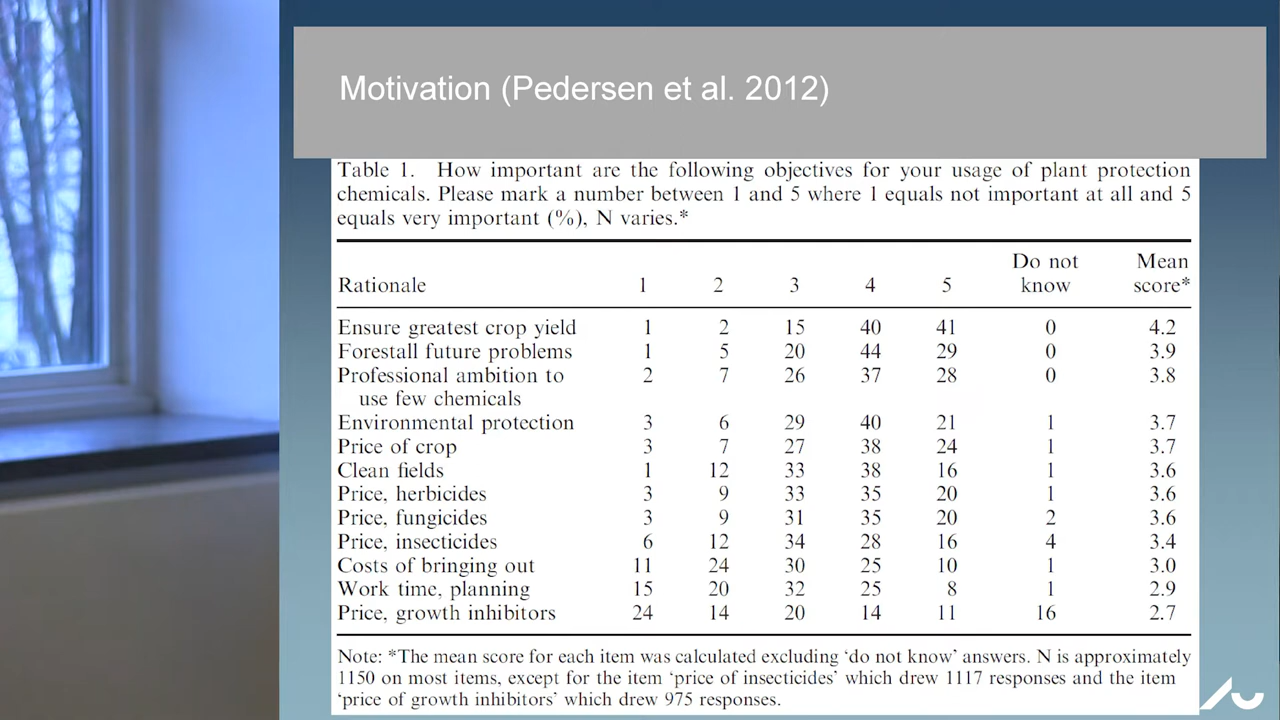 Motivation (Pedersen et al. 2012)
Table 1. How important are the following objectives for your usage of plant protection
chemicals. Please mark a number between 1 and 5 where 1 equals not important at all and 5
equals very important (%), N varies.*
Do not Mean
Rationale 1 2 3 4 5 know score*
Ensure greatest crop yield 1 2 15 40 41 0 4.2
Forestall future problems 1 5 20 44 29 0 3.9
Professional ambition to 2 7 26 37 28 0 3.8
use few chemicals
Environmental protection 3 6 29 40 21 1 3.7
Price of crop 3 7 27 38 24 1 3.7
Clean fields 1 12 33 38 16 1 3.6
Price, herbicides 3 9 33 35 20 1 3.6
Price, fungicides 3 9 31 35 20 2 3.6
Price, insecticides 6 12 34 28 16 4 3.4
Costs of bringing out 11 24 30 25 10 1 3.0
Work time, planning 15 20 32 25 8 1 2.9
Price, growth inhibitors 24 14 20 14 11 16 2.7
Note: *The mean score for each item was calculated excluding ‘do not know’ answers. N is approximately
1150 on most items, except for the item ‘price of insecticides’ which drew 1117 responses and the item
‘price of growth inhibitors’ which drew 975 responses.